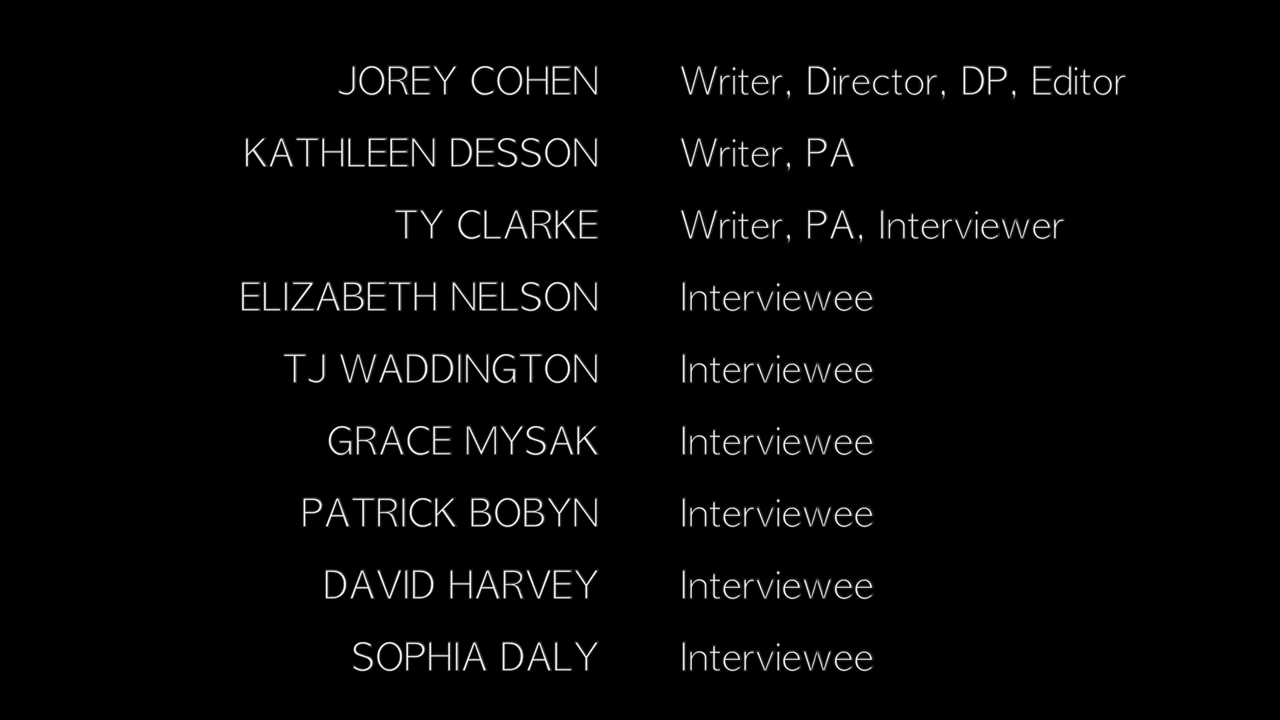 JOREY COHEN Writer, Director, DP, Editor
KATHLEEN DESSON Writer, PA
TY CLARKE Writer, PA, Interviewer
ELIZABETH NELSON Interviewee
TJ WADDINGTON Interviewee
GRACE MYSAK Interviewee
PATRICK BOBYN Interviewee
DAVID HARVEY Interviewee
SOPHIA DALY Interviewee